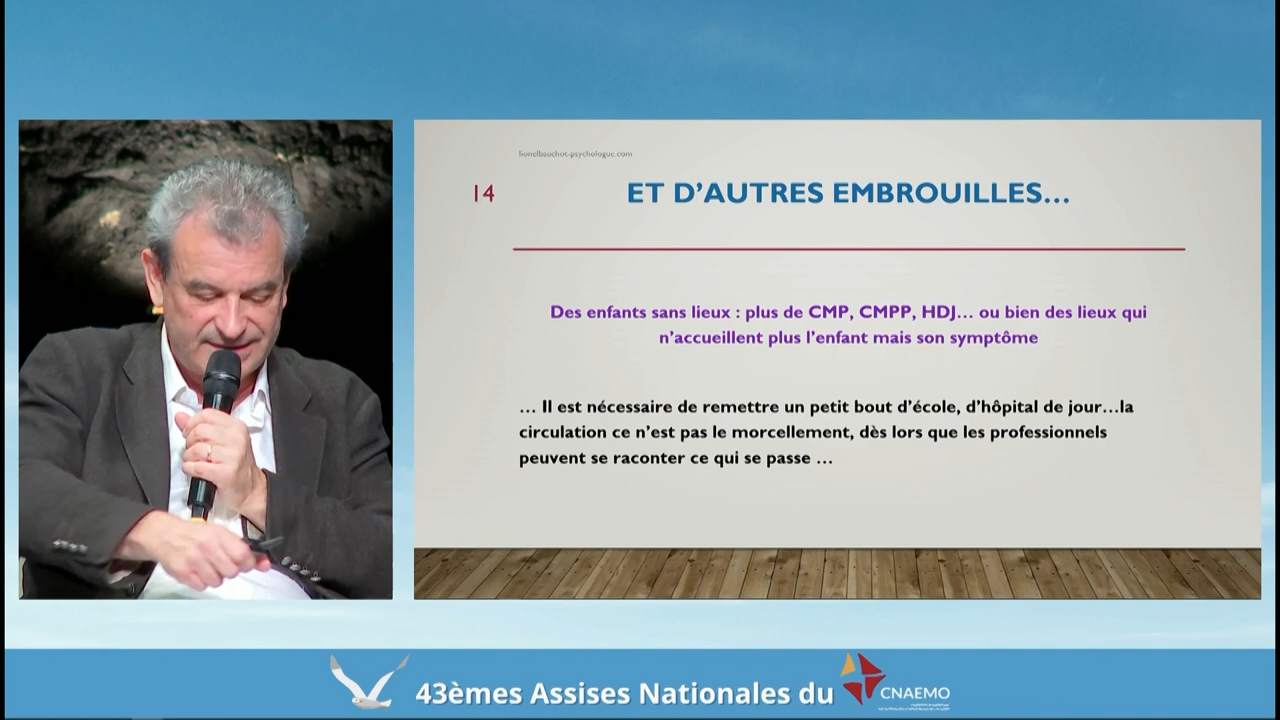 lionelbauchot-psychologue.com
14
ET D'AUTRES EMBROUILLES...
Des enfants sans lieux : plus de CMP, CMPP, HDJ... ou bien des lieux qui
n'accueillent plus l'enfant mais son symptôme
... Il est nécessaire de remettre un petit bout d'école, d'hôpital de jour...la
circulation ce n'est pas le morcellement, dès lors que les professionnels
peuvent se raconter ce qui se passe ...
43èmes Assises Nationales du
CNAEMO